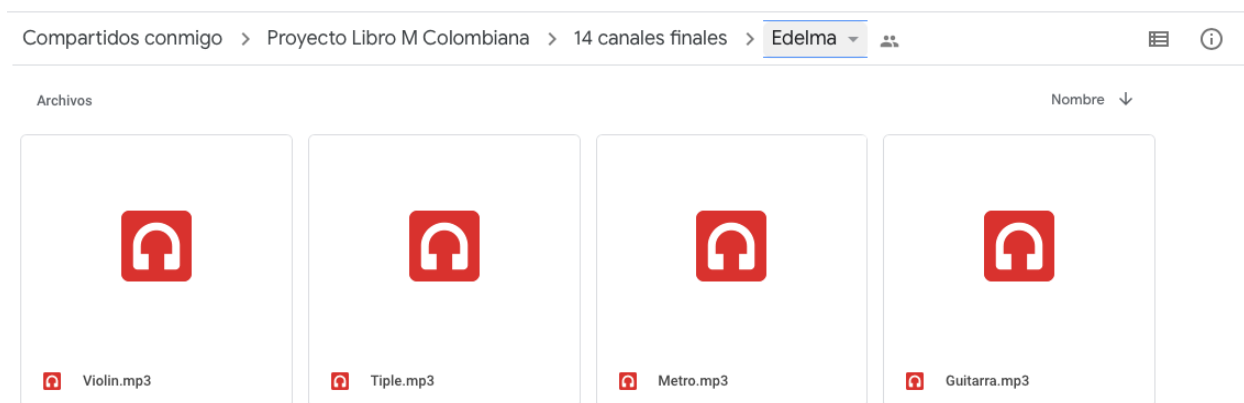 Compartidos conmigo > Proyecto Libro M Colombiana > 14 canales finales > Edelma
Archivos Nombre
Violin.mp3 Tiple.mp3 Metro.mp3 Guitarra.mp3